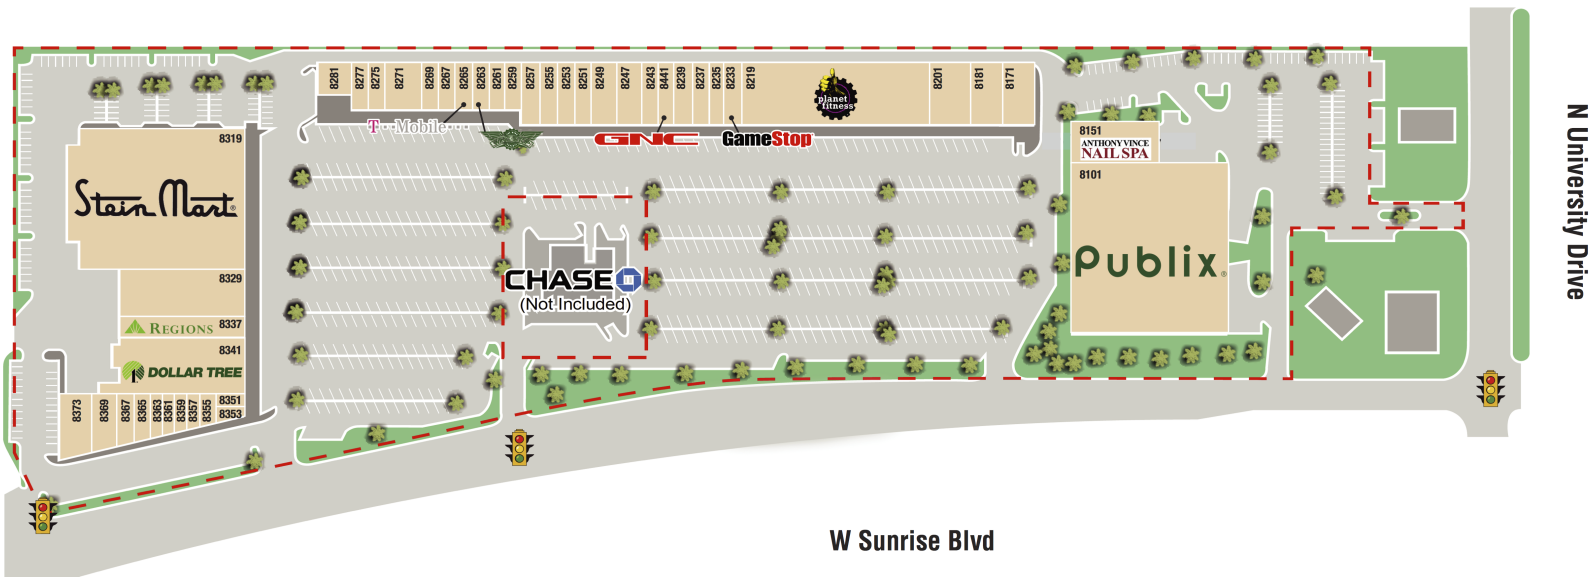 8281
8277
8275
8271
8269
8267
8265
8263
8261
8259
8257
8255
8253
8251
8249
8247
8243
8441
8239
8237
8235
8233
8219
planet
fitness
8201
8181
8171
T··Mobile···
GNC
GameStop
8319
Stein Mart®
8329
REGIONS 8337
8341
DOLLAR TREE
8351
8353
8373
8369
8367
8365
8363
8361
8359
8357
8355
CHASE
(Not Included)
8151
ANTHONY VINCE
NAIL SPA
8101
Publix®
N University Drive
W Sunrise Blvd